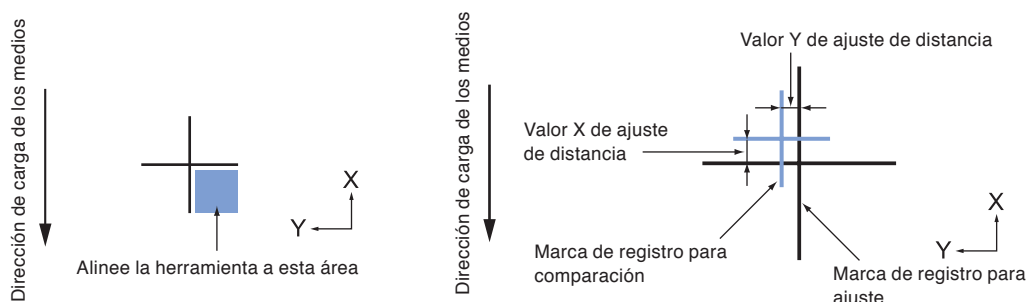 Dirección de carga de los medios
X
Y
Alinee la herramienta a esta área
Dirección de carga de los medios
Valor Y de ajuste de distancia
Valor X de ajuste
de distancia
X
Y
Marca de registro para
comparación
Marca de registro para
ajuste